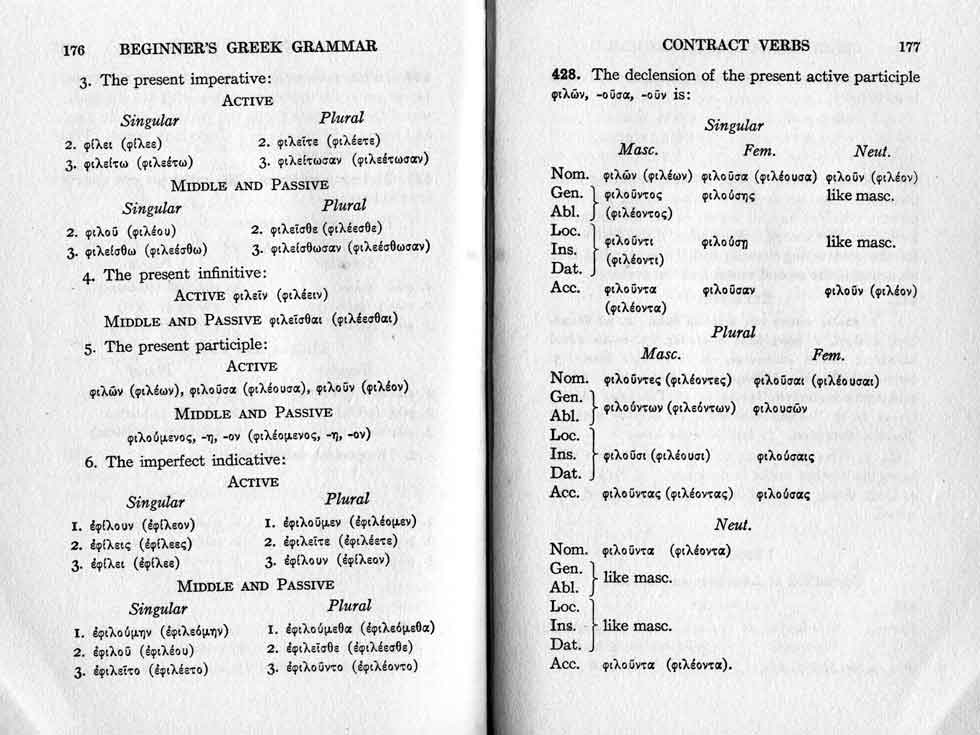 176 BEGINNER'S GREEK GRAMMAR
3. The present imperative:
ACTIVE
Singular Plural
2. φίλει (φίλεε) 2. φιλεῖτε (φιλέετε)
3. φιλείτω (φιλεέτω) 3. φιλείτωσαν (φιλεέτωσαν)
MIDDLE AND PASSIVE
Singular Plural
2. φιλοῦ (φιλέου) 2. φιλεῖσθε (φιλέεσθε)
3. φιλείσθω (φιλεέσθω) 3. φιλείσθωσαν (φιλεέσθωσαν)
4. The present infinitive:
ACTIVE φιλεῖν (φιλέειν)
MIDDLE AND PASSIVE φιλεῖσθαι (φιλέεσθαι)
5. The present participle:
ACTIVE
φιλῶν (φιλέων), φιλοῦσα (φιλέουσα), φιλοῦν (φιλέον)
MIDDLE AND PASSIVE
φιλούμενος, -η, -ον (φιλεόμενος, -η, -ον)
6. The imperfect indicative:
ACTIVE
Singular Plural
1. ἐφίλουν (ἐφίλεον) 1. ἐφιλοῦμεν (ἐφιλέομεν)
2. ἐφίλεις (ἐφίλεες) 2. ἐφιλεῖτε (ἐφιλέετε)
3. ἐφίλει (ἐφίλεε) 3. ἐφίλουν (ἐφίλεον)
MIDDLE AND PASSIVE
Singular Plural
1. ἐφιλούμην (ἐφιλεόμην) 1. ἐφιλούμεθα (ἐφιλεόμεθα)
2. ἐφιλοῦ (ἐφιλέου) 2. ἐφιλεῖσθε (ἐφιλέεσθε)
3. ἐφιλεῖτο (ἐφιλέετο) 3. ἐφιλοῦντο (ἐφιλέοντο)
CONTRACT VERBS 177
428. The declension of the present active participle
φιλῶν, -οῦσα, -οῦν is:
Singular
Masc. Fem. Neut.
Nom. φιλῶν (φιλέων) φιλοῦσα (φιλέουσα) φιλοῦν (φιλέον)
Gen. φιλοῦντος φιλούσης like masc.
Abl. (φιλέοντος)
Loc.
Ins. φιλοῦντι φιλούσῃ like masc.
Dat. (φιλέοντι)
Acc. φιλοῦντα φιλοῦσαν φιλοῦν (φιλέον)
(φιλέοντα)
Plural
Masc. Fem.
Nom. φιλοῦντες (φιλέοντες) φιλοῦσαι (φιλέουσαι)
Gen.
Abl. φιλούντων (φιλεόντων) φιλουσῶν
Loc.
Ins. φιλοῦσι (φιλέουσι) φιλούσαις
Dat.
Acc. φιλοῦντας (φιλέοντας) φιλούσας
Neut.
Nom. φιλοῦντα (φιλέοντα)
Gen.
Abl. like masc.
Loc.
Ins. like masc.
Dat.
Acc. φιλοῦντα (φιλέοντα).